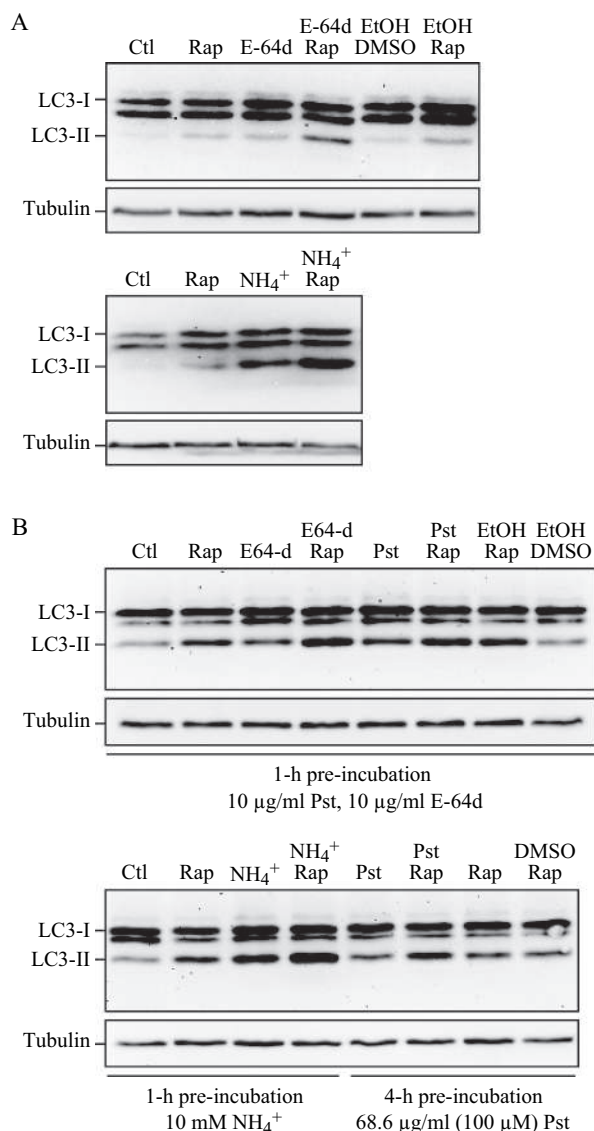 A
Ctl Rap E-64d E-64d Rap EtOH DMSO EtOH Rap
LC3-I
LC3-II
Tubulin
Ctl Rap NH₄⁺ NH₄⁺ Rap
LC3-I
LC3-II
Tubulin
B
Ctl Rap E64-d E64-d Rap Pst Pst Rap EtOH Rap EtOH DMSO
LC3-I
LC3-II
Tubulin
1-h pre-incubation
10 µg/ml Pst, 10 µg/ml E-64d
Ctl Rap NH₄⁺ NH₄⁺ Rap Pst Pst Rap Rap DMSO Rap
LC3-I
LC3-II
Tubulin
1-h pre-incubation 4-h pre-incubation
10 mM NH₄⁺ 68.6 µg/ml (100 µM) Pst